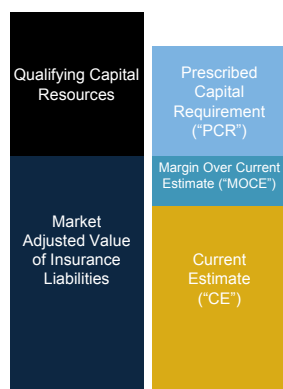 Qualifying Capital
Resources
Market
Adjusted Value
of Insurance
Liabilities
Prescribed
Capital
Requirement
(“PCR”)
Margin Over Current
Estimate (“MOCE”)
Current
Estimate
(“CE”)